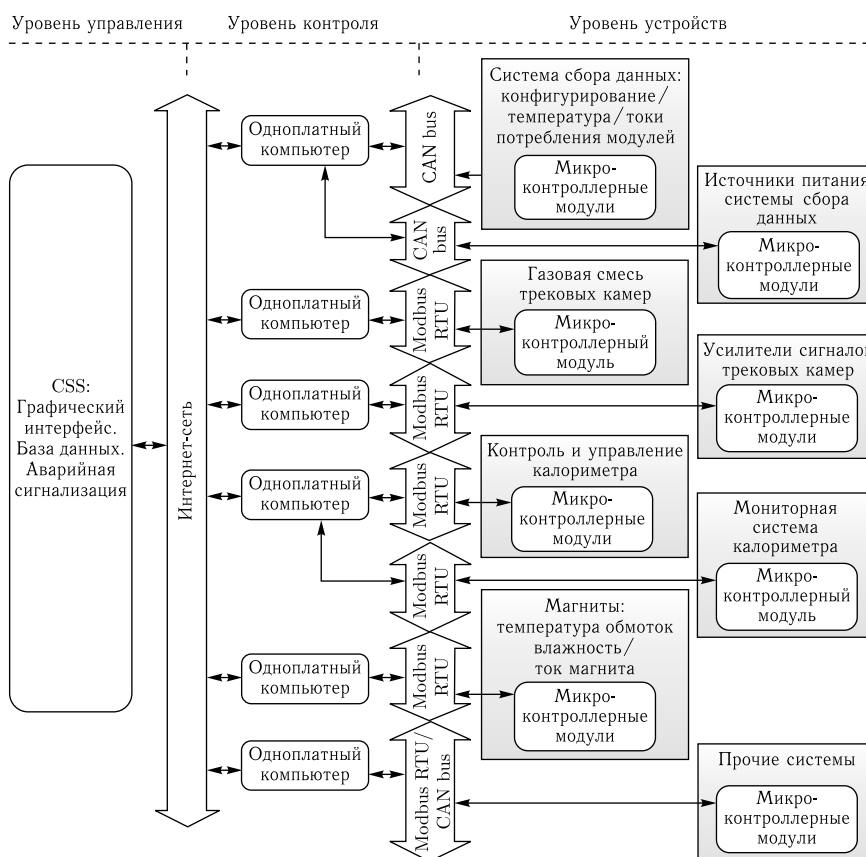 Уровень управления
Уровень контроля
Уровень устройств
CSS:
Графический
интерфейс.
База данных.
Аварийная
сигнализация
Интернет-сеть
Одноплатный
компьютер
Одноплатный
компьютер
Одноплатный
компьютер
Одноплатный
компьютер
Одноплатный
компьютер
Одноплатный
компьютер
CAN bus
CAN
bus
Modbus
RTU
Modbus
RTU
Modbus
RTU
Modbus
RTU
Modbus
RTU
Modbus RTU/
CAN bus
Система сбора данных:
конфигурирование/
температура/токи
потребления модулей
Микро-
контроллерные
модули
Источники питания
системы сбора
данных
Микро-
контроллерные
модули
Газовая смесь
трековых камер
Микро-
контроллерный
модуль
Усилители сигналов
трековых камер
Микро-
контроллерные
модули
Контроль и управление
калориметра
Микро-
контроллерные
модули
Мониторная
система
калориметра
Микро-
контроллерный
модуль
Магниты:
температура обмоток
влажность/
ток магнита
Микро-
контроллерные
модули
Прочие системы
Микро-
контроллерные
модули